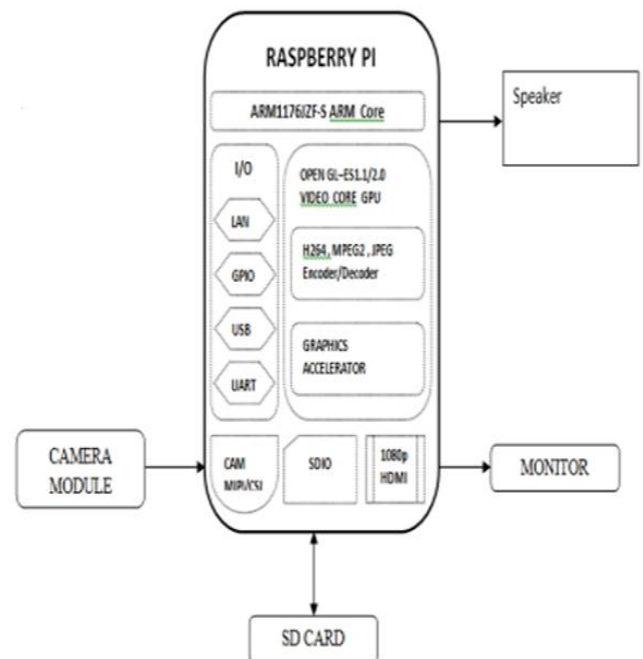 RASPBERRY PI
ARM1176JZF-S ARM Core
Speaker
I/O
LAN
GPIO
USB
UART
OPEN GL-ES1.1/2.0
VIDEO CORE GPU
H264, MPEG2, JPEG
Encoder/Decoder
GRAPHICS
ACCELERATOR
CAMERA
MODULE
CAM
MIPI/CSI
SDIO
1080p
HDMI
MONITOR
SD CARD